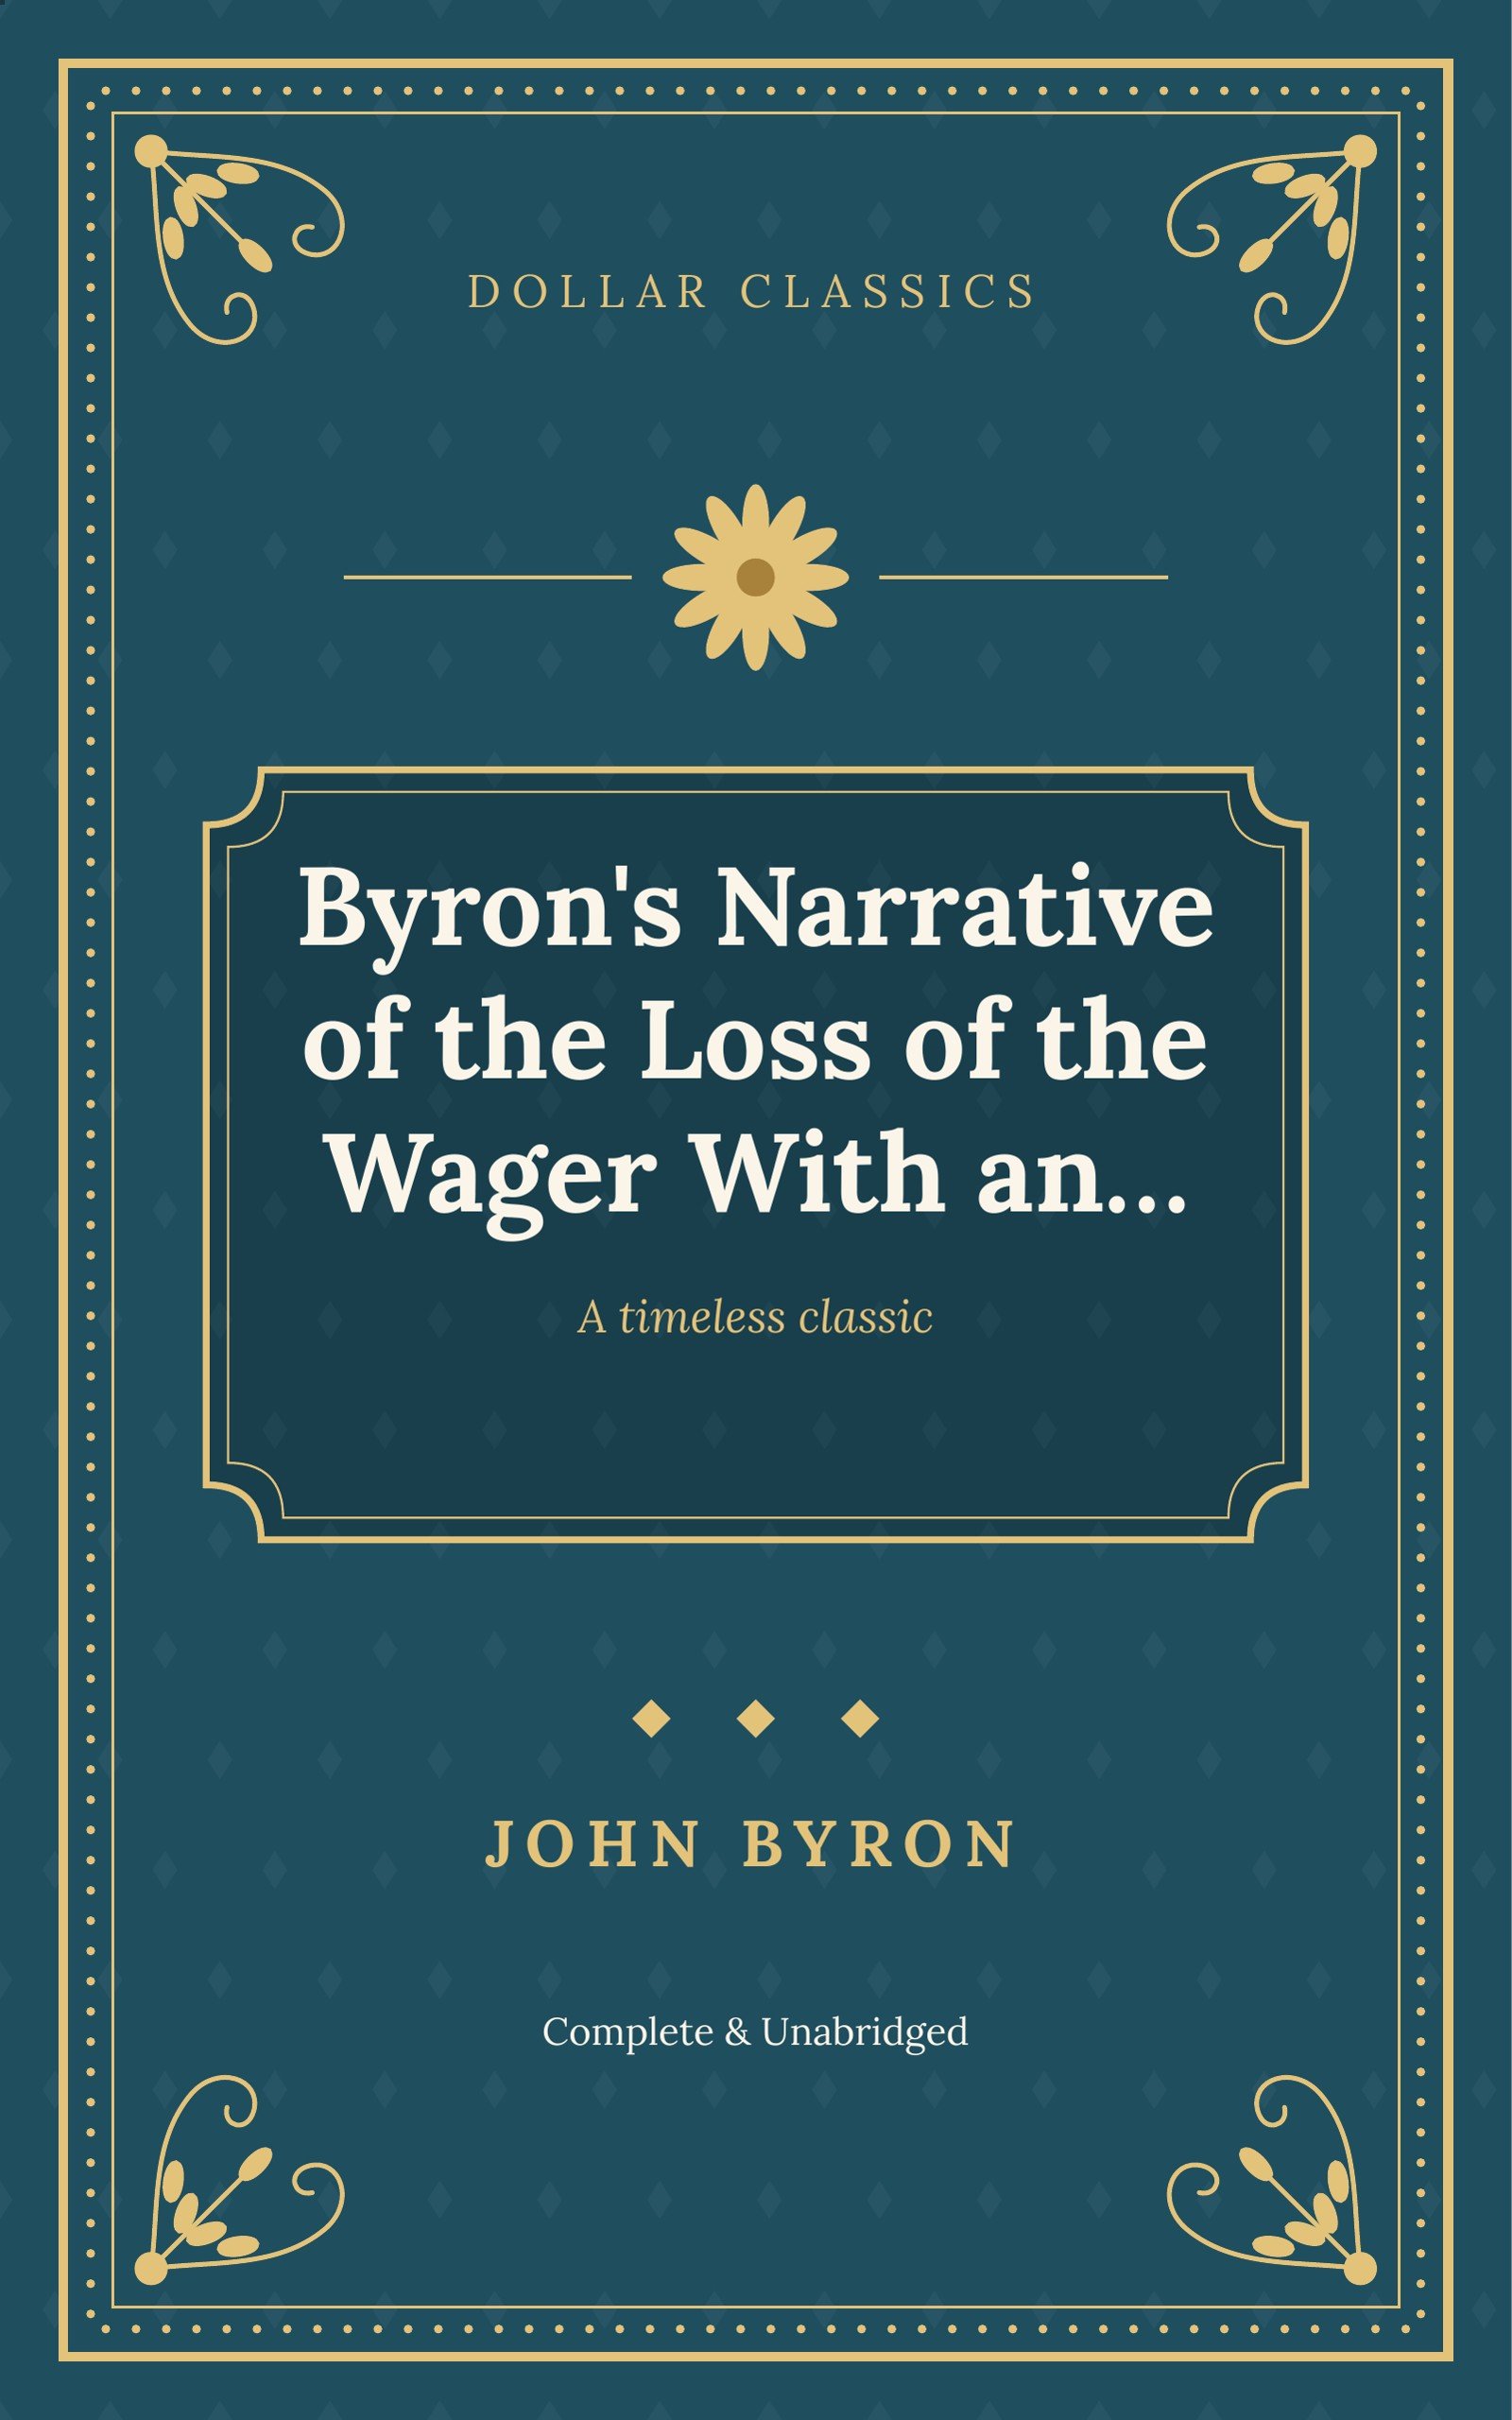 DOLLAR CLASSICS
Byron's Narrative
of the Loss of the
Wager With an...
A timeless classic
JOHN BYRON
Complete & Unabridged